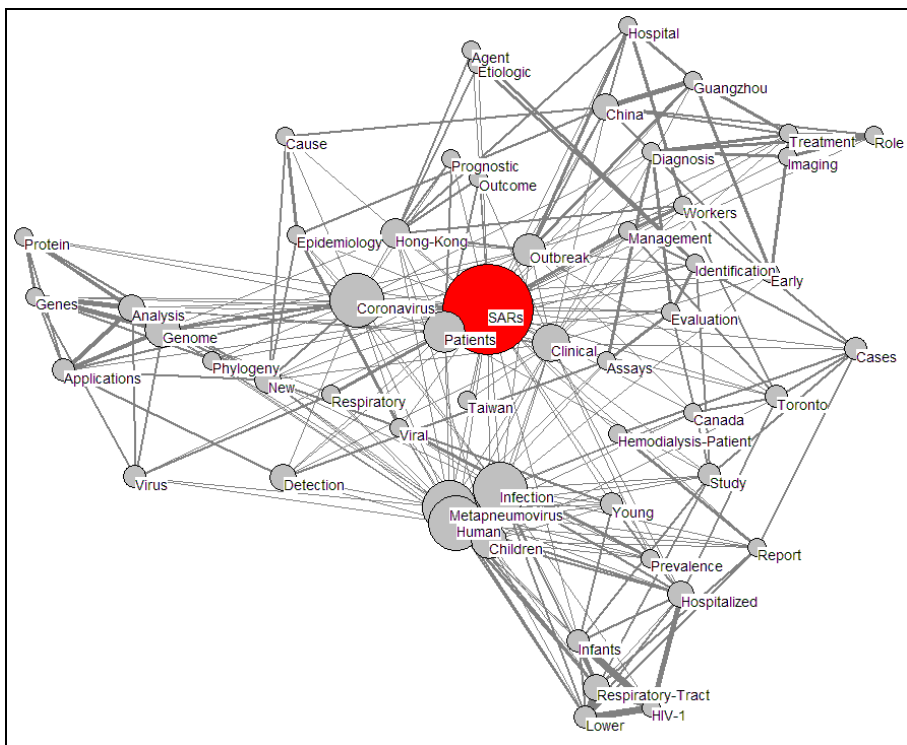 Hospital
Agent
Etiologic
Guangzhou
China
Cause
Treatment
Role
Diagnosis
Imaging
Prognostic
Outcome
Workers
Protein
Epidemiology
Hong-Kong
Management
Outbreak
Identification
Early
Genes
Analysis
Coronavirus
SARs
Evaluation
Genome
Patients
Clinical
Cases
Phylogeny
Assays
Applications
New
Respiratory
Taiwan
Toronto
Canada
Viral
Hemodialysis-Patient
Virus
Detection
Infection
Study
Metapneumovirus
Young
Human
Children
Report
Prevalence
Hospitalized
Infants
Respiratory-Tract
HIV-1
Lower